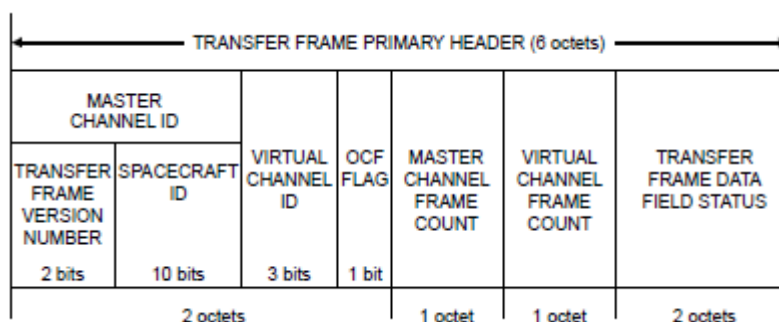 TRANSFER FRAME PRIMARY HEADER (6 octets)
MASTER
CHANNEL ID
TRANSFER
FRAME
VERSION
NUMBER
2 bits
SPACECRAFT
ID
10 bits
VIRTUAL
CHANNEL
ID
3 bits
OCF
FLAG
1 bit
MASTER
CHANNEL
FRAME
COUNT
VIRTUAL
CHANNEL
FRAME
COUNT
TRANSFER
FRAME DATA
FIELD STATUS
2 octets
1 octet
1 octet
2 octets